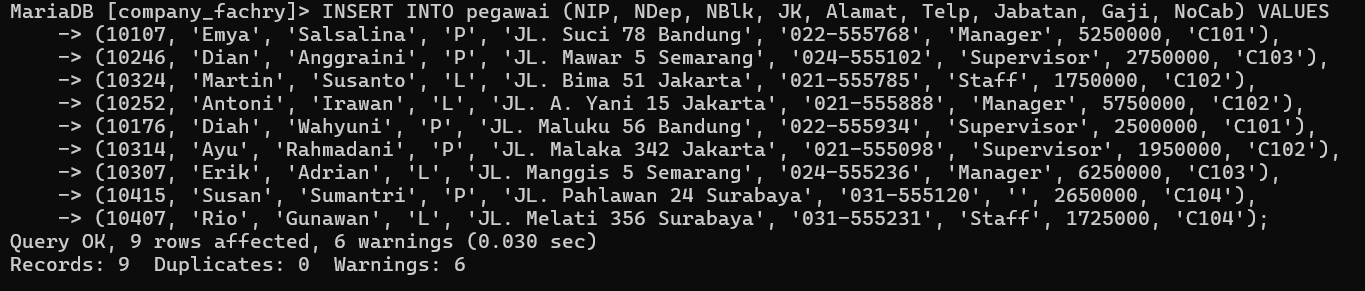 MariaDB [company_fachry]> INSERT INTO pegawai (NIP, NDep, NBlk, JK, Alamat, Telp, Jabatan, Gaji, NoCab) VALUES
    -> (10107, 'Emya', 'Salsalina', 'P', 'JL. Suci 78 Bandung', '022-555768', 'Manager', 5250000, 'C101'),
    -> (10246, 'Dian', 'Anggraini', 'P', 'JL. Mawar 5 Semarang', '024-555102', 'Supervisor', 2750000, 'C103'),
    -> (10324, 'Martin', 'Susanto', 'L', 'JL. Bima 51 Jakarta', '021-555785', 'Staff', 1750000, 'C102'),
    -> (10252, 'Antoni', 'Irawan', 'L', 'JL. A. Yani 15 Jakarta', '021-555888', 'Manager', 5750000, 'C102'),
    -> (10176, 'Diah', 'Wahyuni', 'P', 'JL. Maluku 56 Bandung', '022-555934', 'Supervisor', 2500000, 'C101'),
    -> (10314, 'Ayu', 'Rahmadani', 'P', 'JL. Malaka 342 Jakarta', '021-555098', 'Supervisor', 1950000, 'C102'),
    -> (10307, 'Erik', 'Adrian', 'L', 'JL. Manggis 5 Semarang', '024-555236', 'Manager', 6250000, 'C103'),
    -> (10415, 'Susan', 'Sumantri', 'P', 'JL. Pahlawan 24 Surabaya', '031-555120', '', 2650000, 'C104'),
    -> (10407, 'Rio', 'Gunawan', 'L', 'JL. Melati 356 Surabaya', '031-555231', 'Staff', 1725000, 'C104');
Query OK, 9 rows affected, 6 warnings (0.030 sec)
Records: 9  Duplicates: 0  Warnings: 6